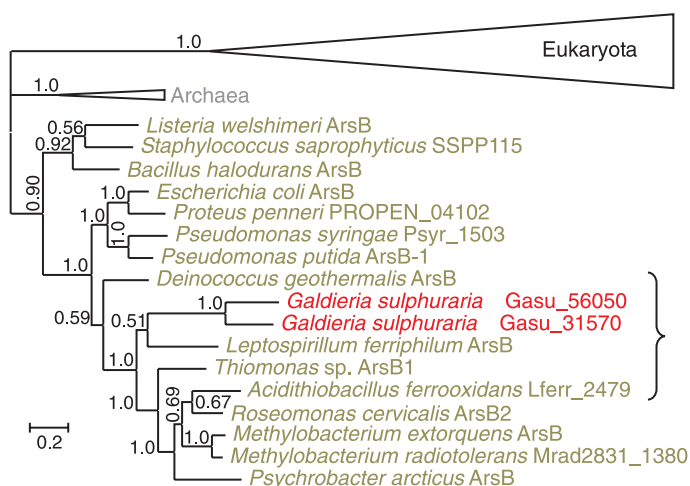 1.0
Eukaryota
1.0
Archaea
0.56
Listeria welshimeri ArsB
0.92
Staphylococcus saprophyticus SSPP115
Bacillus halodurans ArsB
0.90
1.0
Escherichia coli ArsB
1.0
Proteus penneri PROPEN_04102
1.0
Pseudomonas syringae Psyr_1503
1.0
Pseudomonas putida ArsB-1
Deinococcus geothermalis ArsB
1.0
Galdieria sulphuraria Gasu_56050
0.59
0.51
Galdieria sulphuraria Gasu_31570
Leptospirillum ferriphilum ArsB
1.0
Thiomonas sp. ArsB1
Acidithiobacillus ferrooxidans Lferr_2479
1.0
0.69
0.67
Roseomonas cervicalis ArsB2
0.2
1.0
Methylobacterium extorquens ArsB
1.0
Methylobacterium radiotolerans Mrad2831_1380
Psychrobacter arcticus ArsB